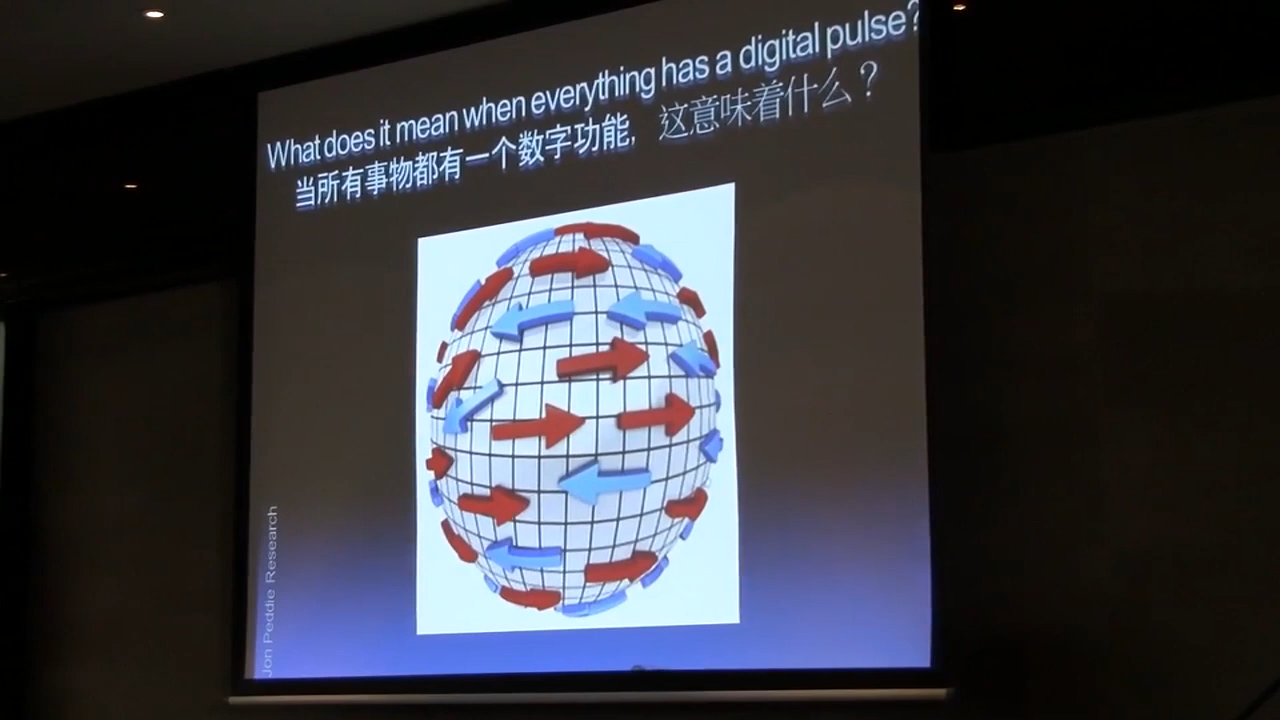 What does it mean when everything has a digital pulse?
当所有事物都有一个数字功能，这意味着什么？
Jon Peddie Research